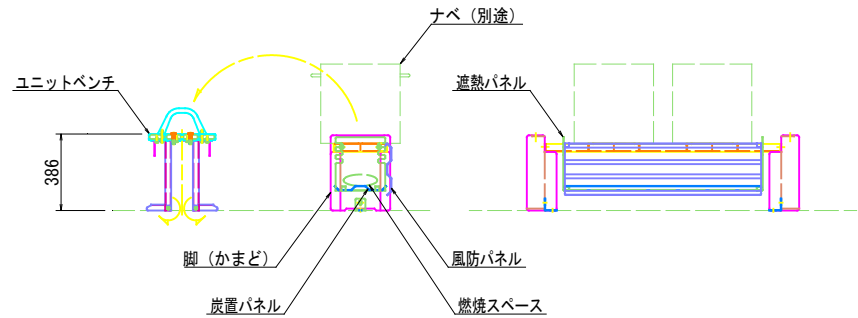 ナベ（別途）
ユニットベンチ
遮熱パネル
386
脚（かまど）
風防パネル
炭置パネル
燃焼スペース